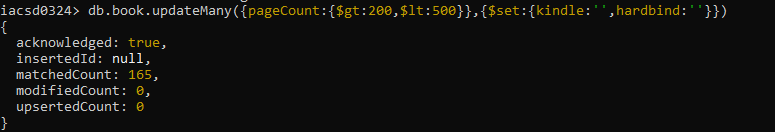 iacsd0324> db.book.updateMany({pageCount:{$gt:200,$lt:500}},{$set:{kindle:'',hardbind:''}})
{
  acknowledged: true,
  insertedId: null,
  matchedCount: 165,
  modifiedCount: 0,
  upsertedCount: 0
}